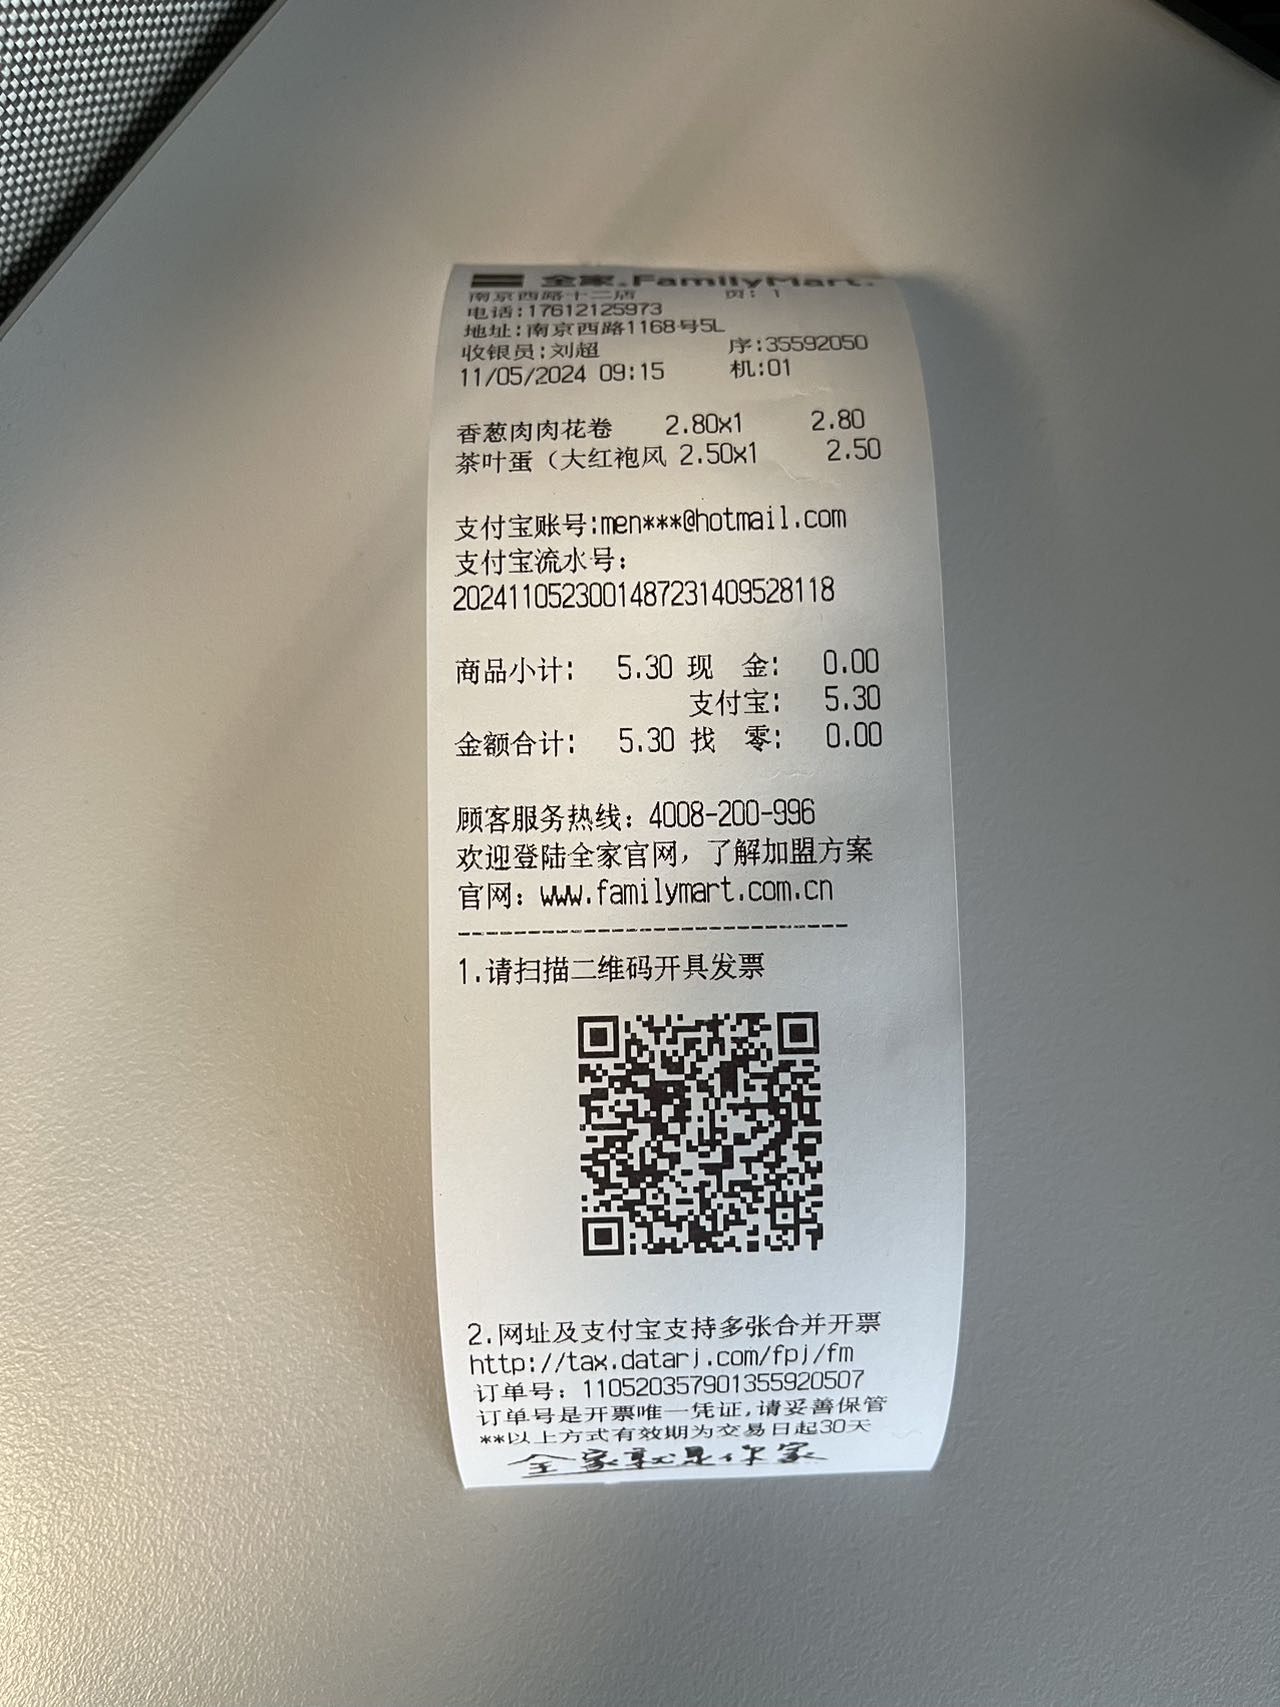 全家.FamilyMart.
南京西路十二店 页: 1
电话:17612125973
地址:南京西路1168号5L
收银员:刘超 序:35592050
11/05/2024 09:15 机:01
香葱肉肉花卷 2.80x1 2.80
茶叶蛋（大红袍风 2.50x1 2.50
支付宝账号:men***@hotmail.com
支付宝流水号:
2024110523001487231409528118
商品小计: 5.30 现 金: 0.00
支付宝: 5.30
金额合计: 5.30 找 零: 0.00
顾客服务热线: 4008-200-996
欢迎登陆全家官网，了解加盟方案
官网: www.familymart.com.cn
----------------------------
1.请扫描二维码开具发票
2.网址及支付宝支持多张合并开票
http://tax.datarj.com/fpj/fm
订单号: 110520357901355920507
订单号是开票唯一凭证,请妥善保管
**以上方式有效期为交易日起30天
全家就是你家